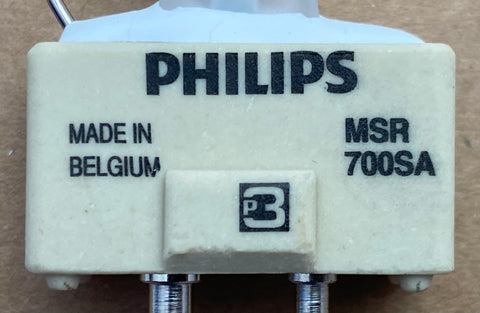 PHILIPS
MADE IN
BELGIUM
MSR
700SA
P3